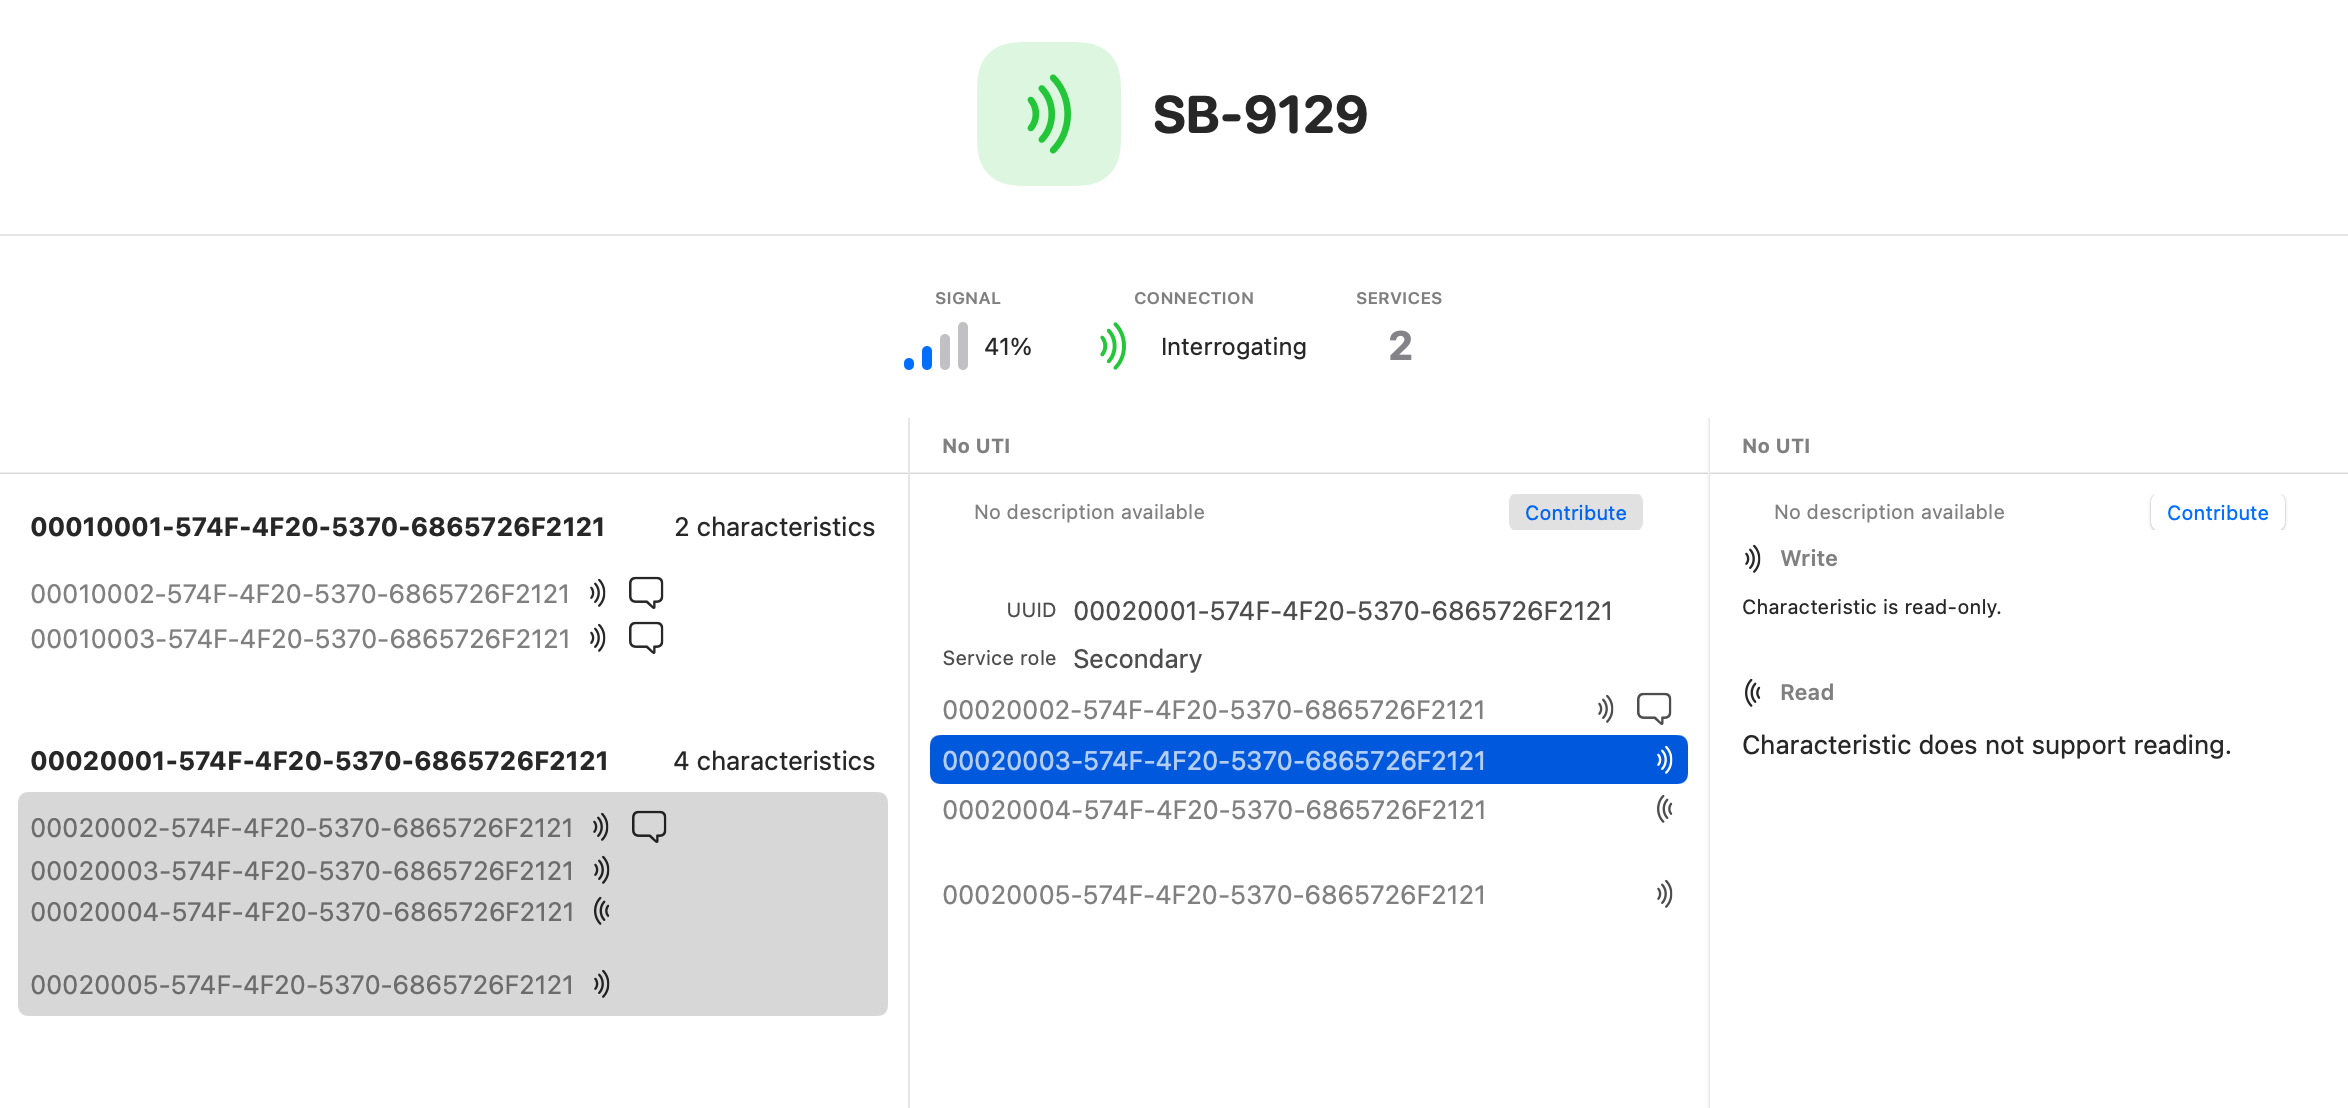 SB-9129
SIGNAL
41%
CONNECTION
Interrogating
SERVICES
2
00010001-574F-4F20-5370-6865726F2121 2 characteristics
00010002-574F-4F20-5370-6865726F2121
00010003-574F-4F20-5370-6865726F2121
00020001-574F-4F20-5370-6865726F2121 4 characteristics
00020002-574F-4F20-5370-6865726F2121
00020003-574F-4F20-5370-6865726F2121
00020004-574F-4F20-5370-6865726F2121
00020005-574F-4F20-5370-6865726F2121
No UTI
No description available Contribute
UUID 00020001-574F-4F20-5370-6865726F2121
Service role Secondary
00020002-574F-4F20-5370-6865726F2121
00020003-574F-4F20-5370-6865726F2121
00020004-574F-4F20-5370-6865726F2121
00020005-574F-4F20-5370-6865726F2121
No UTI
No description available Contribute
Write
Characteristic is read-only.
Read
Characteristic does not support reading.